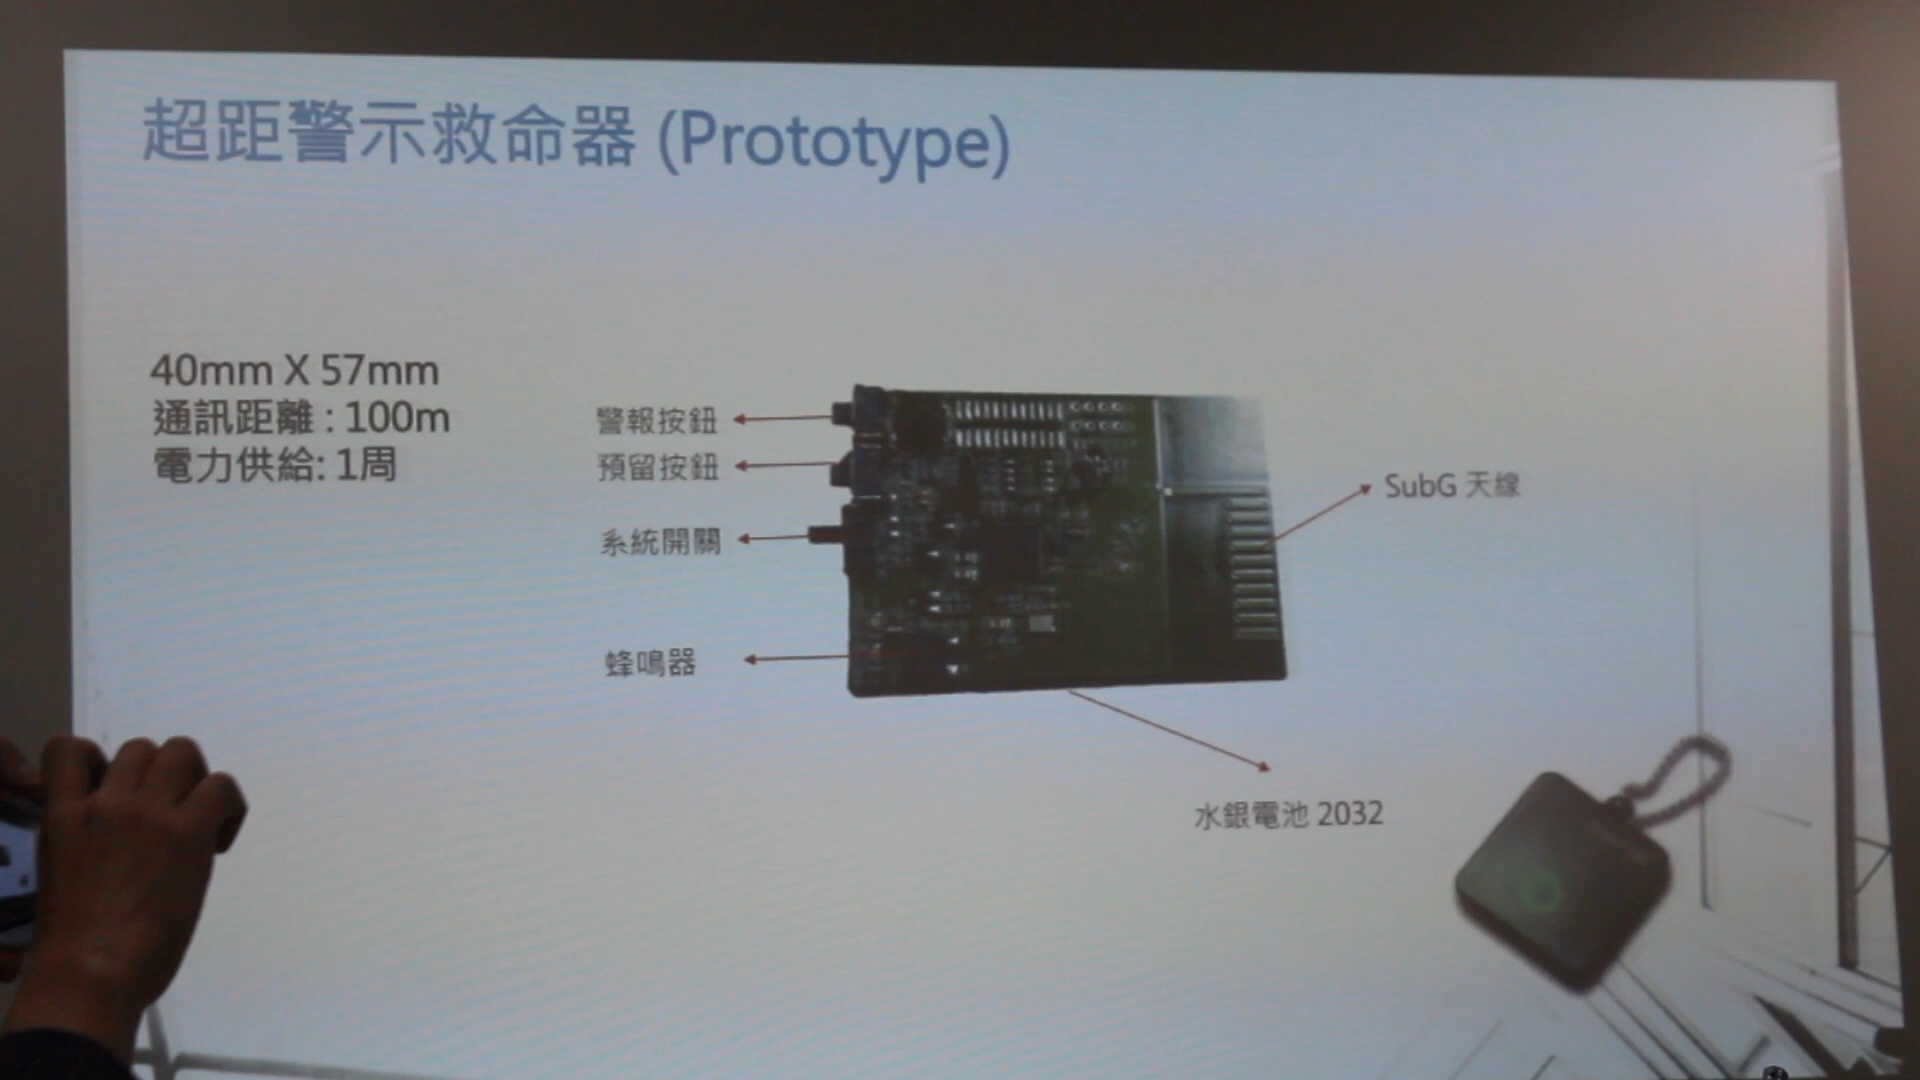 超距警示救命器 (Prototype)
40mm X 57mm
通訊距離 : 100m
電力供給: 1周
警報按鈕
預留按鈕
系統開關
蜂鳴器
SubG 天線
水銀電池 2032